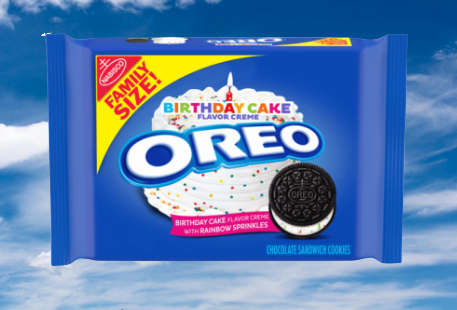 NABISCO
FAMILY
SIZE!
BIRTHDAY CAKE
FLAVOR CREME
OREO
BIRTHDAY CAKE FLAVOR CREME
WITH RAINBOW SPRINKLES
OREO
CHOCOLATE SANDWICH COOKIES